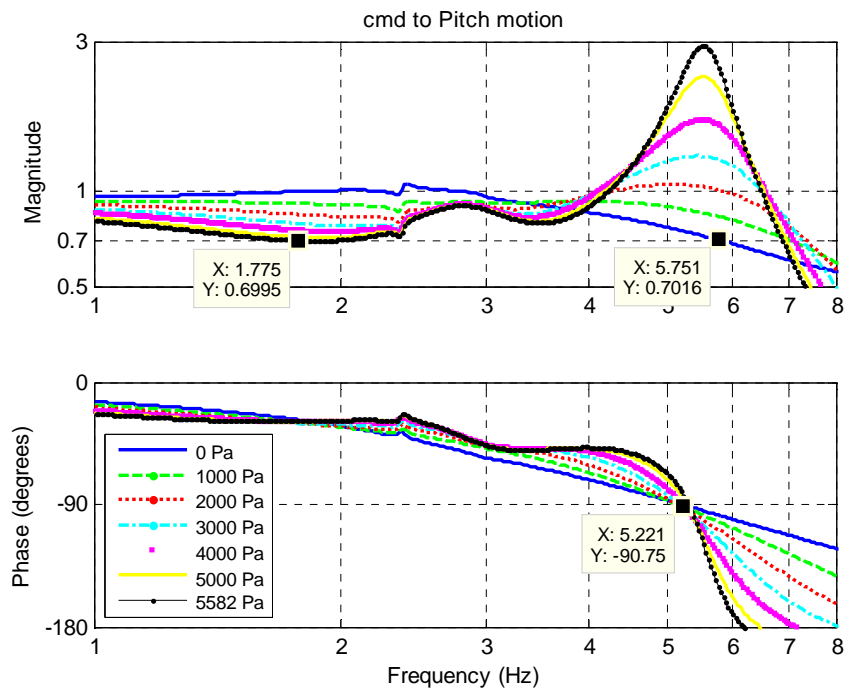 cmd to Pitch motion
Magnitude
3
1
0.7
0.5
X: 1.775
Y: 0.6995
X: 5.751
Y: 0.7016
1 2 3 4 5 6 7 8
Phase (degrees)
0
-90
-180
0 Pa
1000 Pa
2000 Pa
3000 Pa
4000 Pa
5000 Pa
5582 Pa
X: 5.221
Y: -90.75
1 2 3 4 5 6 7 8
Frequency (Hz)